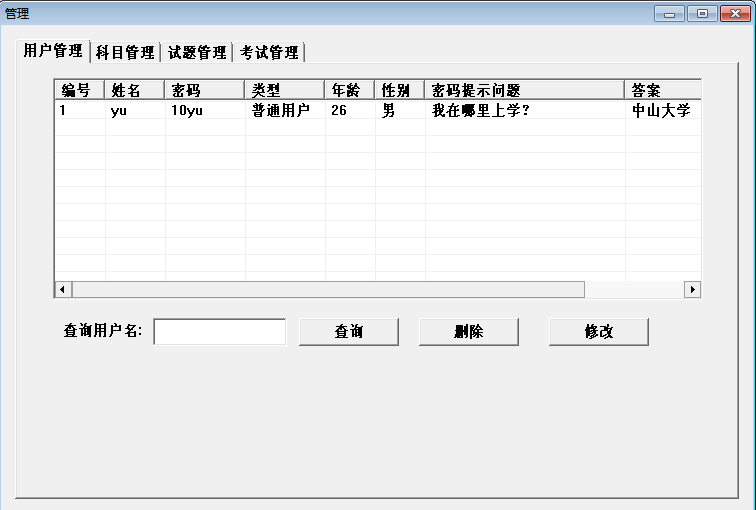 管理
用户管理 科目管理 试题管理 考试管理
编号 姓名 密码 类型 年龄 性别 密码提示问题 答案
1 yu 10yu 普通用户 26 男 我在哪里上学? 中山大学
查询用户名: 查询 删除 修改